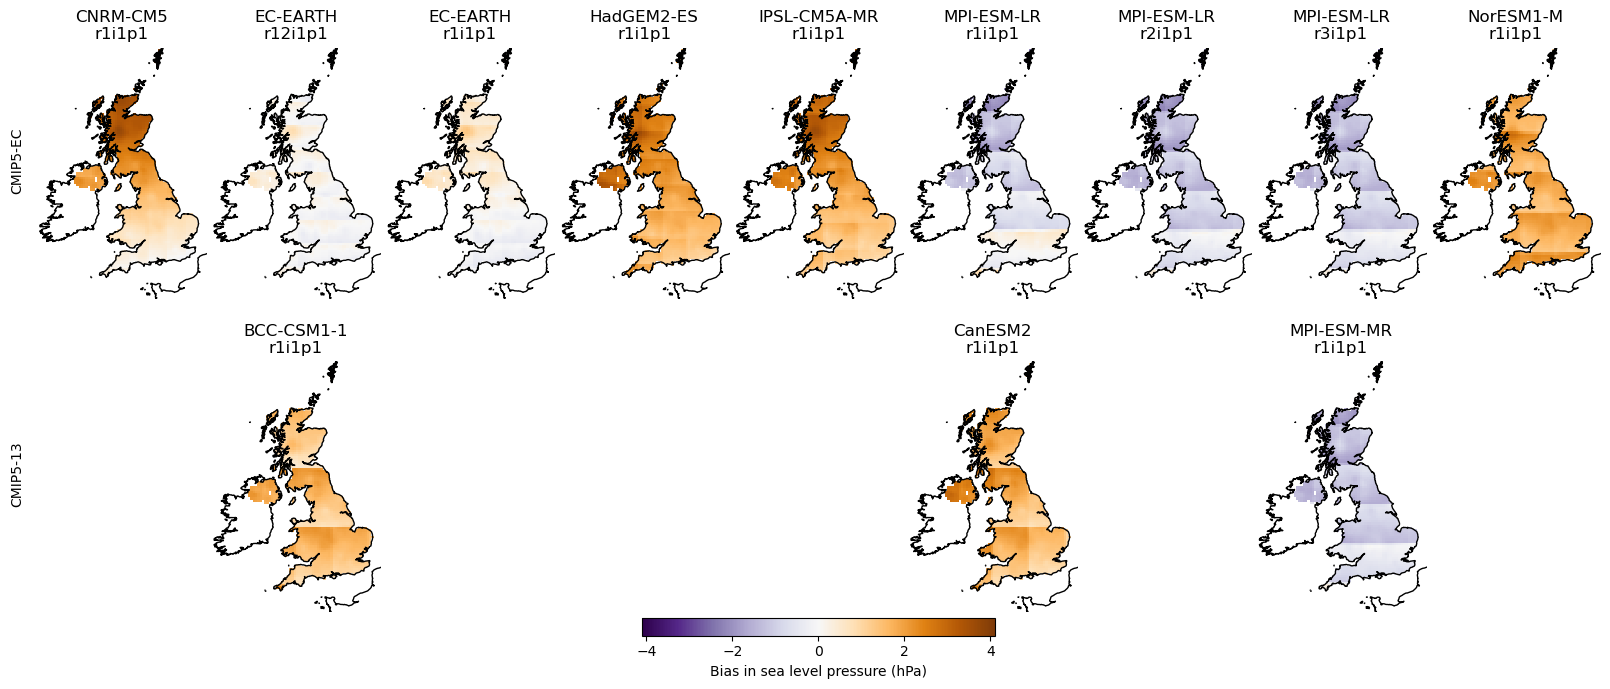 CNRM-CM5
r1i1p1
EC-EARTH
r12i1p1
EC-EARTH
r1i1p1
HadGEM2-ES
r1i1p1
IPSL-CM5A-MR
r1i1p1
MPI-ESM-LR
r1i1p1
MPI-ESM-LR
r2i1p1
MPI-ESM-LR
r3i1p1
NorESM1-M
r1i1p1
CMIP5-EC
BCC-CSM1-1
r1i1p1
CanESM2
r1i1p1
MPI-ESM-MR
r1i1p1
CMIP5-13
−4 −2 0 2 4
Bias in sea level pressure (hPa)